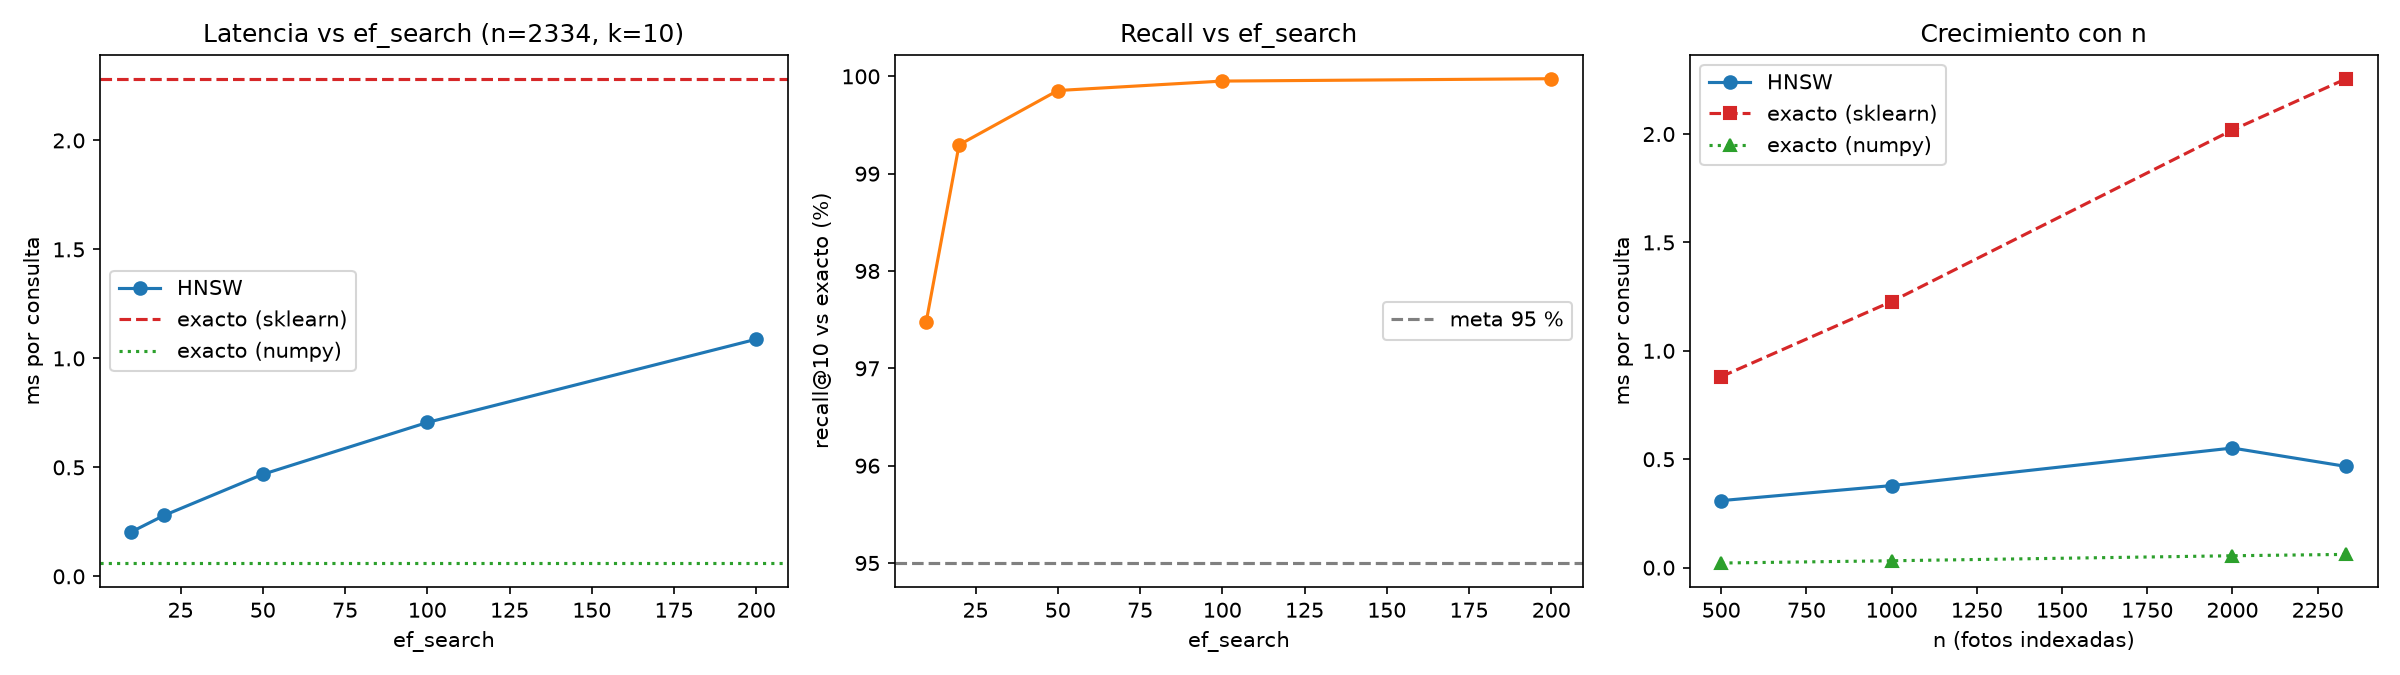 Latencia vs ef_search (n=2334, k=10)
2.0
1.5
1.0
0.5
0.0
ms por consulta
HNSW
exacto (sklearn)
exacto (numpy)
25 50 75 100 125 150 175 200
ef_search
Recall vs ef_search
100
99
98
97
96
95
recall@10 vs exacto (%)
meta 95 %
25 50 75 100 125 150 175 200
ef_search
Crecimiento con n
HNSW
exacto (sklearn)
exacto (numpy)
2.0
1.5
1.0
0.5
0.0
ms por consulta
500 750 1000 1250 1500 1750 2000 2250
n (fotos indexadas)